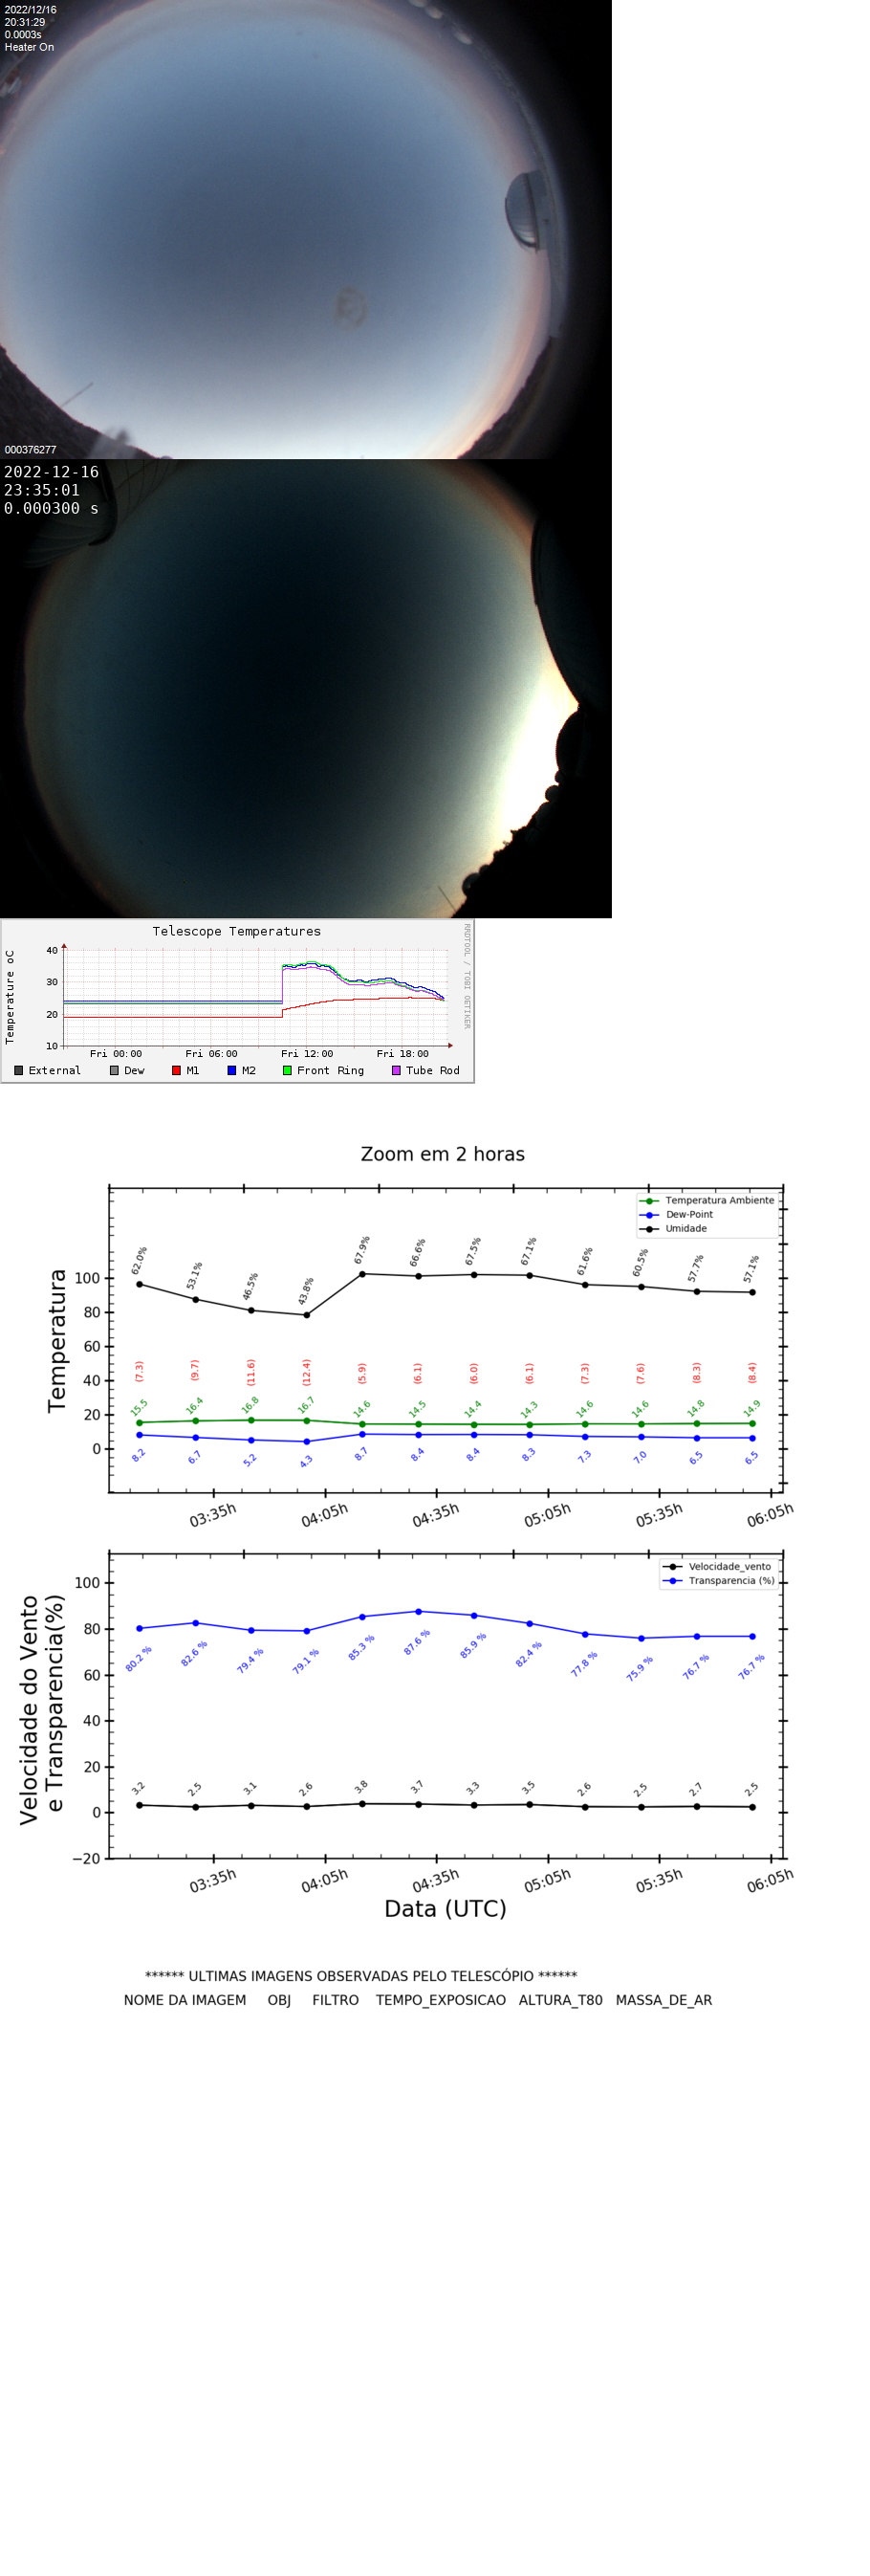 2022/12/16
20:31:29
0.0003s
Heater On
000376277
2022-12-16
23:35:01
0.000300 s
Telescope Temperatures
RRDTOOL / TOBI OETIKER
Temperature oC
40
30
20
10
Fri 00:00 Fri 06:00 Fri 12:00 Fri 18:00
External Dew M1 M2 Front Ring Tube Rod
Zoom em 2 horas
Temperatura Ambiente
Dew-Point
Umidade
Temperatura
100
80
60
40
20
0
62.0% 53.1% 46.5% 43.8% 67.9% 66.6% 67.5% 67.1% 61.6% 60.5% 57.7% 57.1%
(7.3) (9.7) (11.6) (12.4) (5.9) (6.1) (6.0) (6.1) (7.3) (7.6) (8.3) (8.4)
15.5 16.4 16.8 16.7 14.6 14.5 14.4 14.3 14.6 14.6 14.8 14.9
8.2 6.7 5.2 4.3 8.7 8.4 8.4 8.3 7.3 7.0 6.5 6.5
03:35h 04:05h 04:35h 05:05h 05:35h 06:05h
Velocidade_vento
Transparencia (%)
Velocidade do Vento
e Transparencia(%)
100
80
60
40
20
0
−20
80.2 % 82.6 % 79.4 % 79.1 % 85.3 % 87.6 % 85.9 % 82.4 % 77.8 % 75.9 % 76.7 % 76.7 %
3.2 2.5 3.1 2.6 3.8 3.7 3.3 3.5 2.6 2.5 2.7 2.5
03:35h 04:05h 04:35h 05:05h 05:35h 06:05h
Data (UTC)
****** ULTIMAS IMAGENS OBSERVADAS PELO TELESCÓPIO ******
NOME DA IMAGEM OBJ FILTRO TEMPO_EXPOSICAO ALTURA_T80 MASSA_DE_AR